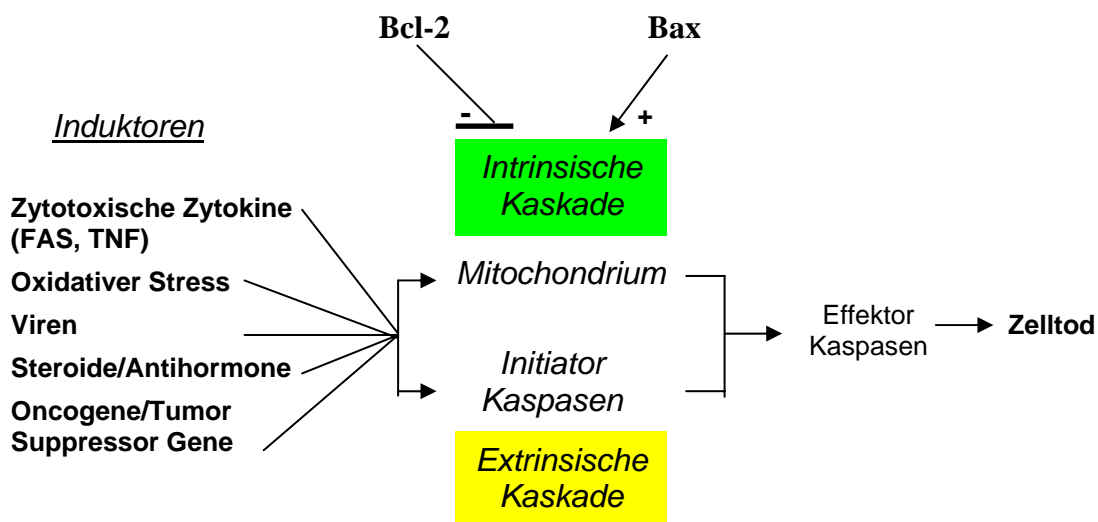 Bcl-2
Bax
Induktoren
-
+
Intrinsische
Kaskade
Zytotoxische Zytokine
(FAS, TNF)
Oxidativer Stress
Viren
Steroide/Antihormone
Oncogene/Tumor
Suppressor Gene
Mitochondrium
Initiator
Kaspasen
Extrinsische
Kaskade
Effektor
Kaspasen
Zelltod